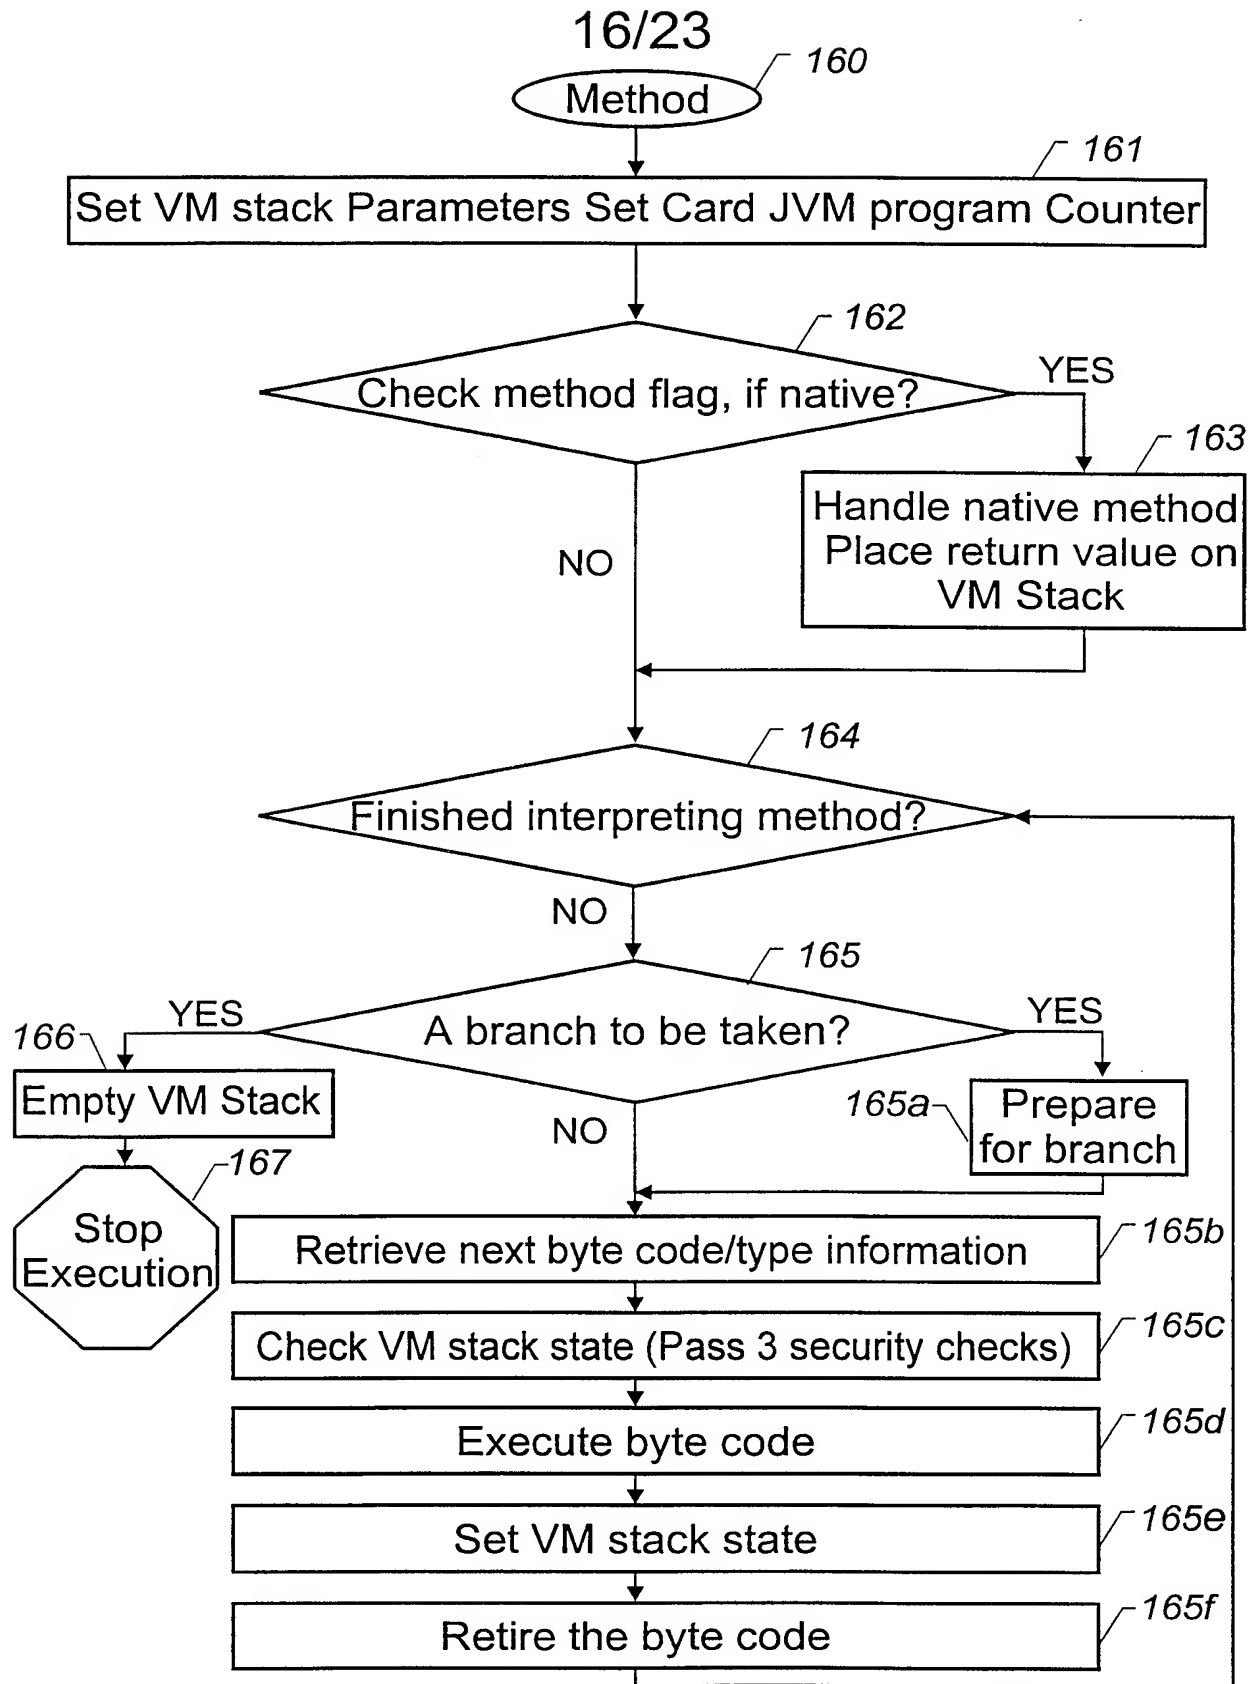 16/23
160
Method
161
Set VM stack Parameters Set Card JVM program Counter
162
Check method flag, if native?
YES
163
Handle native method
Place return value on
VM Stack
NO
164
Finished interpreting method?
NO
165
A branch to be taken?
YES
YES
166
Empty VM Stack
165a
Prepare
for branch
NO
167
Stop
Execution
165b
Retrieve next byte code/type information
165c
Check VM stack state (Pass 3 security checks)
165d
Execute byte code
165e
Set VM stack state
165f
Retire the byte code